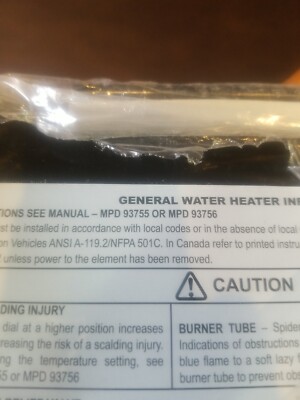 GENERAL WATER HEATER
TIONS SEE MANUAL – MPD 93755 OR MPD 93756
be installed in accordance with local codes or in the absence of local
on Vehicles ANSI A-119.2/NFPA 501C. In Canada refer to printed
unless power to the element has been removed.
CAUTION
DING INJURY
dial at a higher position increases
reasing the risk of a scalding injury.
ng the temperature setting, see
55 or MPD 93756
BURNER TUBE – Spide
Indications of obstructions
blue flame to a soft lazy
burner tube to prevent